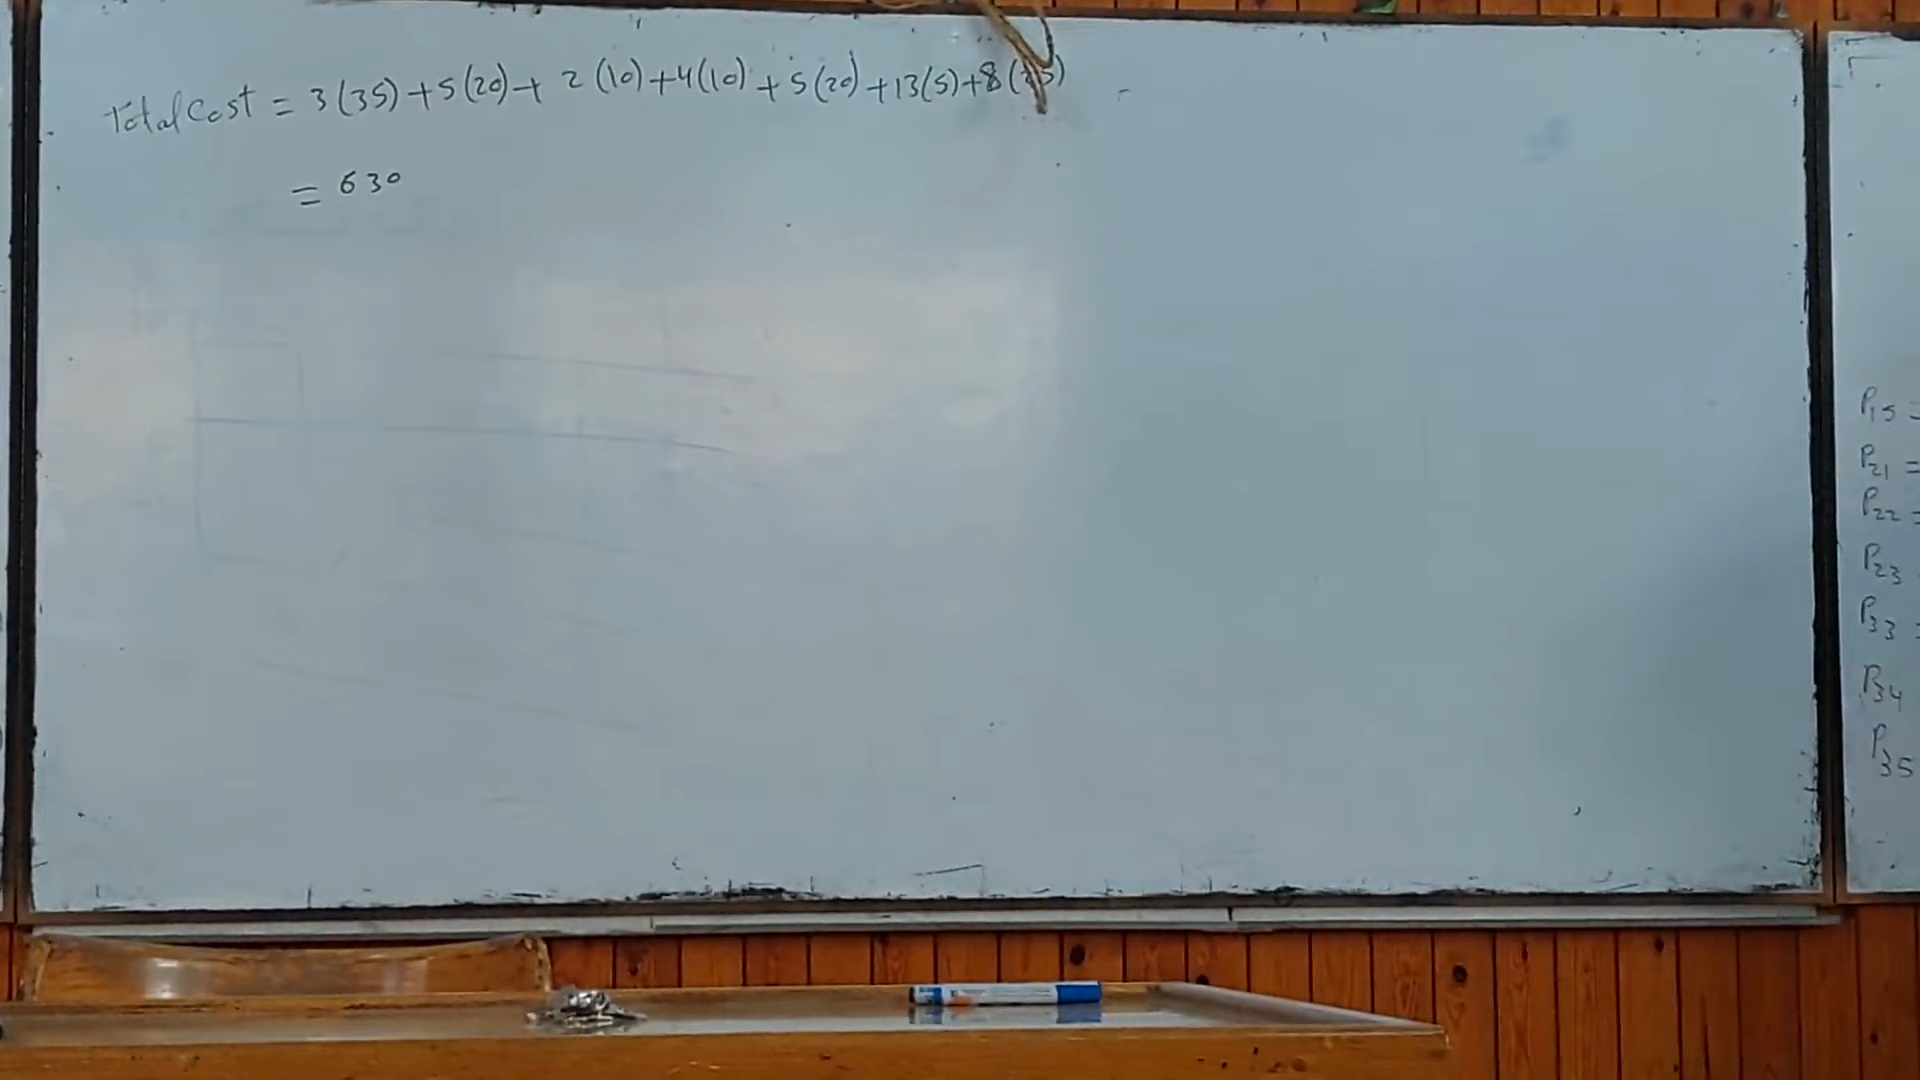 Total Cost = 3(35)+5(20)+ 2(10)+4(10)+5(20)+13(5)+8(25)
= 630
P15 =
P21 =
P22 =
P23
P33 =
P34
P35